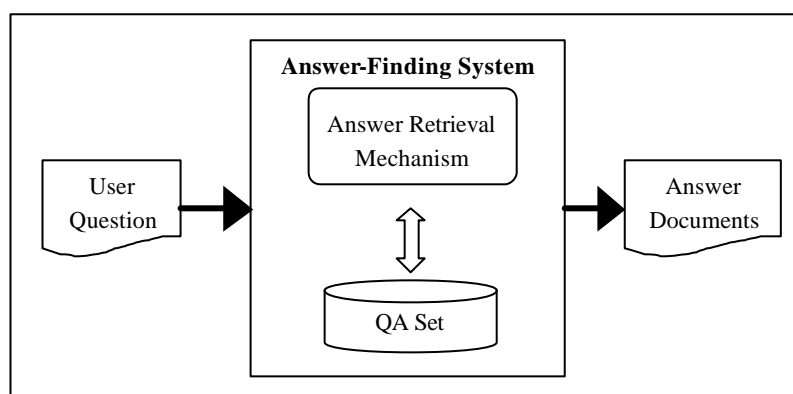 Answer-Finding System
Answer Retrieval
Mechanism
User
Question
Answer
Documents
QA Set